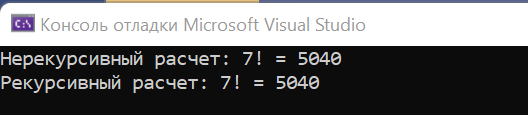 Консоль отладки Microsoft Visual Studio
Нерекурсивный расчет: 7! = 5040
Рекурсивный расчет: 7! = 5040